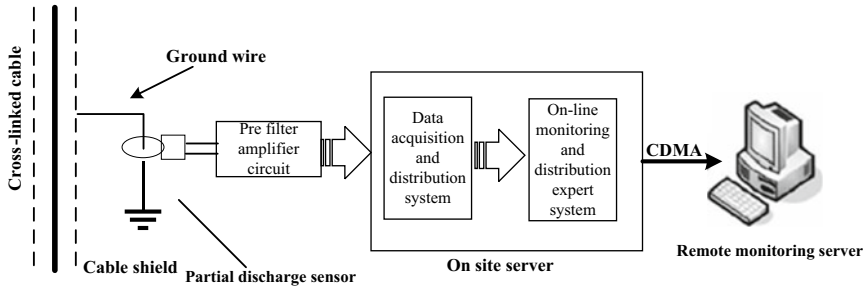 Cross-linked cable
Ground wire
Pre filter
amplifier
circuit
Data
acquisition
and
distribution
system
On-line
monitoring
and
distribution
expert
system
CDMA
Cable shield
Partial discharge sensor
On site server
Remote monitoring server